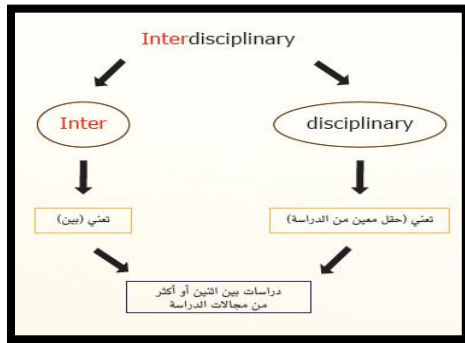 Interdisciplinary
Inter
disciplinary
تعني (بين)
تعني (حقل معين من الدراسة)
دراسات بين اثنين أو أكثر
من مجالات الدراسة